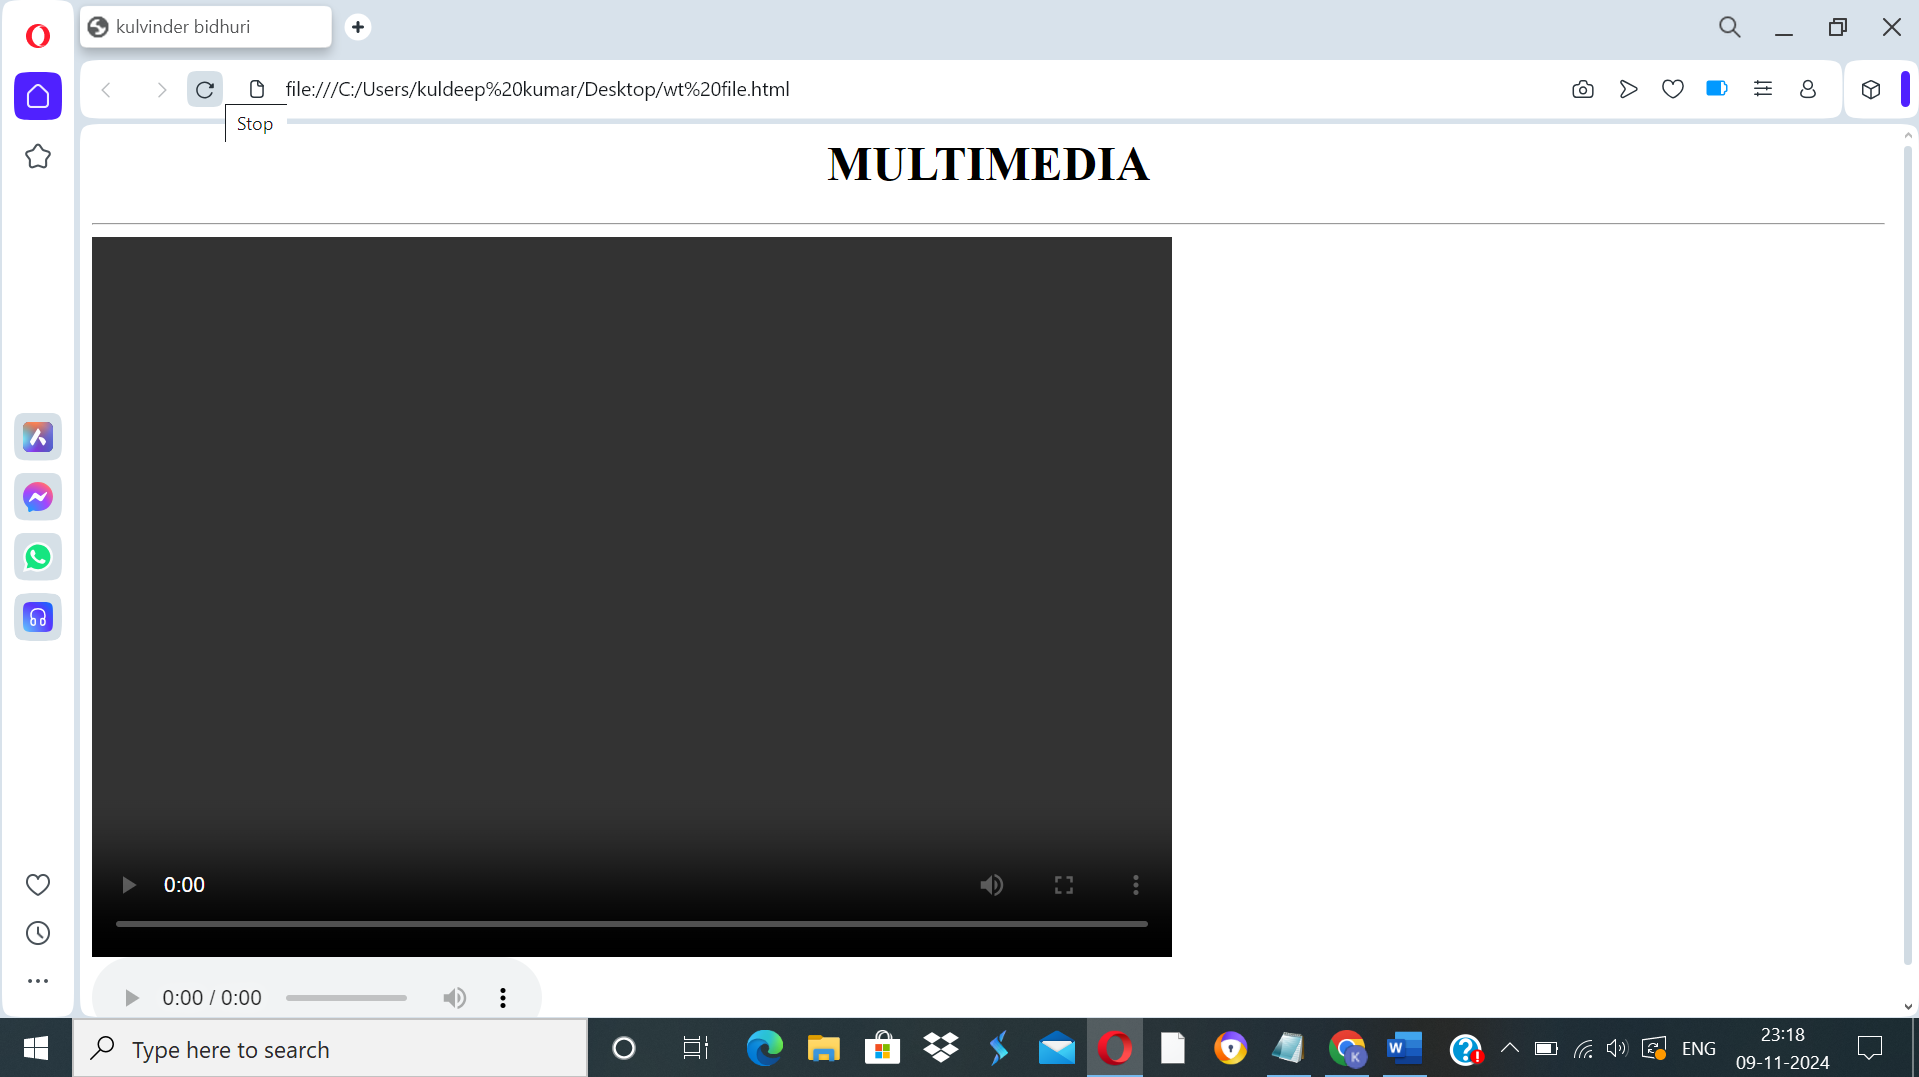 kulvinder bidhuri
file:///C:/Users/kuldeep%20kumar/Desktop/wt%20file.html
Stop
MULTIMEDIA
0:00
0:00 / 0:00
Type here to search
K
W
ENG
23:18
09-11-2024